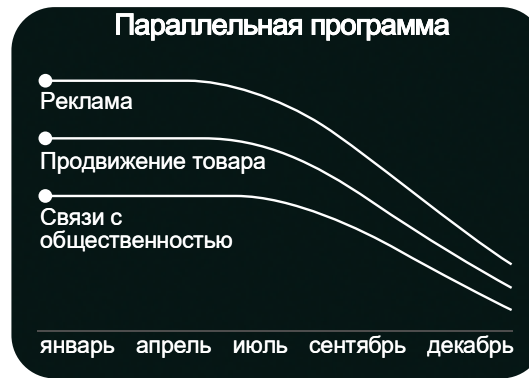 Параллельная программа
Реклама
Продвижение товара
Связи с
общественностью
январь апрель июль сентябрь декабрь